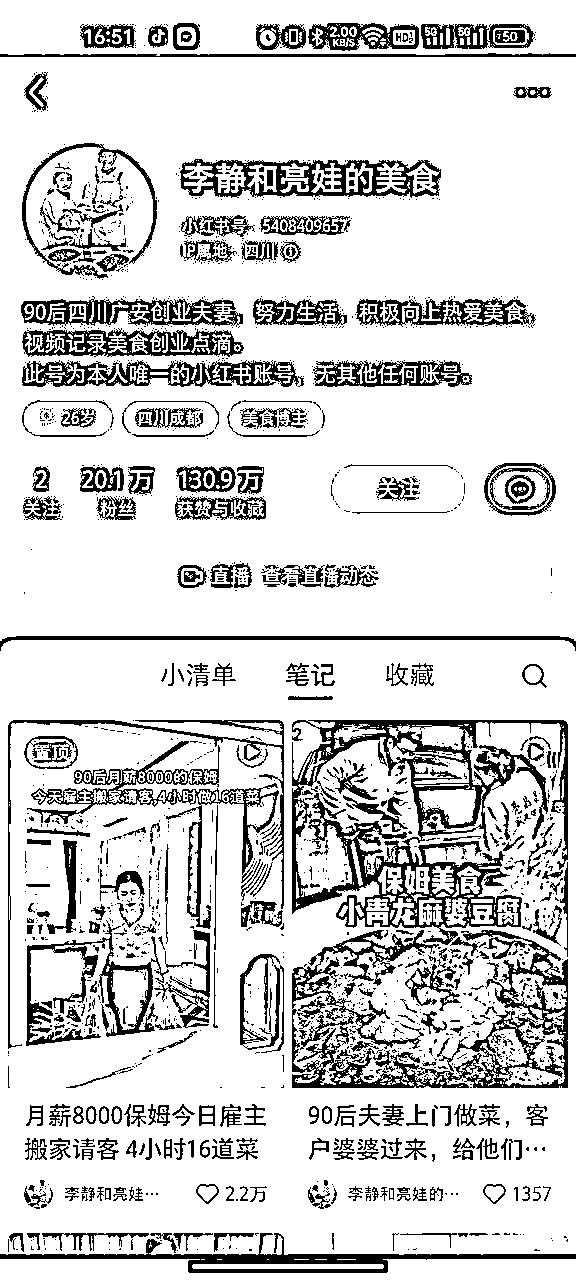 16:51
2.00 KB/S HD 5G 5G 50
李静和亮娃的美食
小红书号：5408409657
IP属地：四川
90后四川广安创业夫妻，努力生活，积极向上热爱美食，
视频记录美食创业点滴。
此号为本人唯一的小红书账号，无其他任何账号。
26岁 四川成都 美食博主
2 20.1万 130.9万 关注
关注 粉丝 获赞与收藏
直播 查看直播动态
小清单 笔记 收藏
置顶
90后月薪8000的保姆
今天雇主搬家请客,4小时做16道菜
保姐美食
小青龙麻婆豆腐
月薪8000保姆今日雇主
搬家请客 4小时16道菜
李静和亮娃… 2.2万
90后夫妻上门做菜，客
户婆婆过来，给他们…
李静和亮娃的… 1357